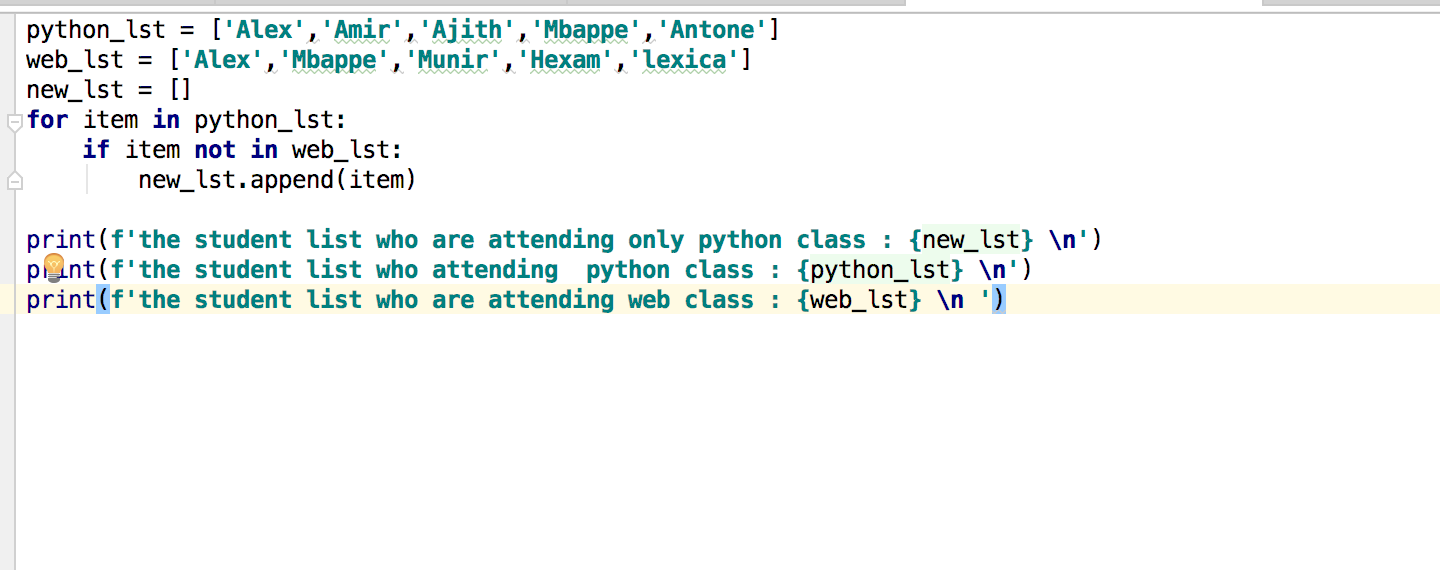 python_lst = ['Alex','Amir','Ajith','Mbappe','Antone']
web_lst = ['Alex','Mbappe','Munir','Hexam','lexica']
new_lst = []
for item in python_lst:
    if item not in web_lst:
        new_lst.append(item)

print(f'the student list who are attending only python class : {new_lst} \n')
print(f'the student list who attending  python class : {python_lst} \n')
print(f'the student list who are attending web class : {web_lst} \n ')